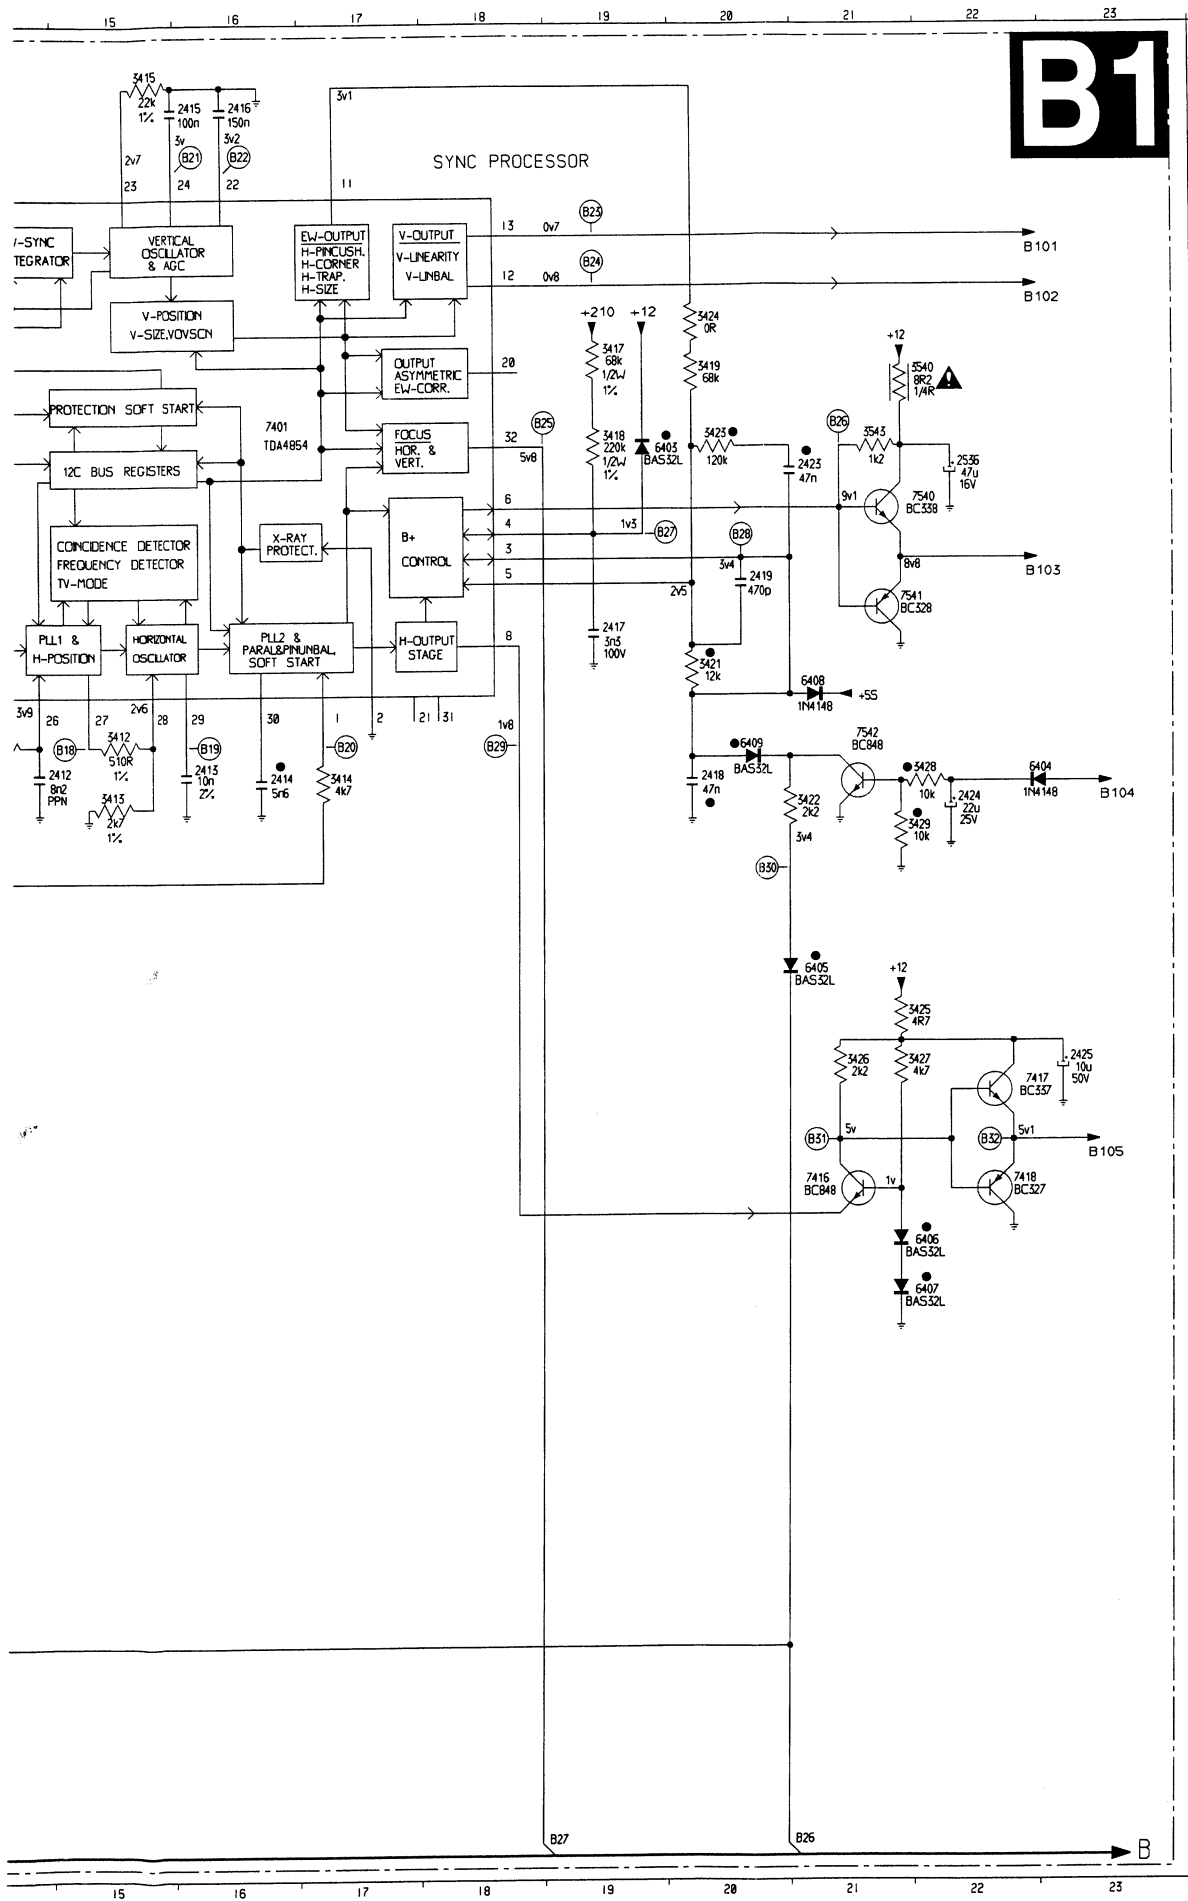 15 16 17 18 19 20 21 22 23
B1
3415
22k
1%
2415
100n
2416
150n
3v
B21
3v2
B22
2v7
23 24 22
3v1
11
SYNC PROCESSOR
V-SYNC
TEGRATOR
VERTICAL
OSCILLATOR
& AGC
V-POSITION
V-SIZE,VOVSCN
EW-OUTPUT
H-PINCUSH.
H-CORNER
H-TRAP.
H-SIZE
V-OUTPUT
V-LINEARITY
V-LINBAL
13 0v7
B23
B101
12 0v8
B24
B102
OUTPUT
ASYMMETRIC
EW-CORR.
20
FOCUS
HOR. &
VERT.
32
5v8
B25
PROTECTION SOFT START
7401
TDA4854
12C BUS REGISTERS
COINCIDENCE DETECTOR
FREQUENCY DETECTOR
TV-MODE
X-RAY
PROTECT.
B+
CONTROL
6
4
3
5
PLL1 &
H-POSITION
HORIZONTAL
OSCILLATOR
PLL2 &
PARAL&PINUNBAL,
SOFT START
H-OUTPUT
STAGE
8
+210
+12
3417
68k
1/2W
1%
3418
220k
1/2W
1%
6403
BAS32L
3424
0R
3419
68k
3423
120k
2423
47n
1v3
B27
B28
3v4
2419
470p
2v5
2417
3n3
100V
3421
12k
+12
3540
8R2
1/4R
B26
3543
1k2
2536
47u
16V
9v1
7540
BC338
8v8
B103
7541
BC328
6408
1N4148
+5S
3v9
26
27
2v6
28
29
30
1
2
21
31
1v8
B29
B18
3412
510R
1%
B19
2412
8n2
PPN
2413
10n
2%
3413
2k7
1%
2414
5n6
B20
3414
4k7
6409
BAS32L
7542
BC848
2418
47n
3422
2k2
3v4
3428
10k
3429
10k
2424
22u
25V
6404
1N4148
B104
B30
6405
BAS32L
+12
3425
4R7
3426
2k2
3427
4k7
7417
BC337
2425
10u
50V
B31
5v
B32
5v1
B105
7416
BC848
1v
7418
BC327
6406
BAS32L
6407
BAS32L
B27
B26
B
15 16 17 18 19 20 21 22 23